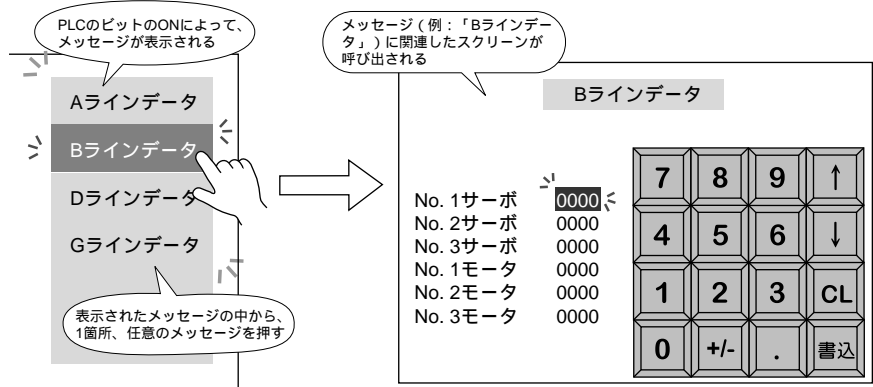 PLCのビットのONによって、
メッセージが表示される
Aラインデータ
Bラインデータ
Dラインデータ
Gラインデータ
表示されたメッセージの中から、
1箇所、任意のメッセージを押す
メッセージ(例:「Bラインデー
タ」)に関連したスクリーンが
呼び出される
Bラインデータ
No. 1サーボ 0000
No. 2サーボ 0000
No. 3サーボ 0000
No. 1モータ 0000
No. 2モータ 0000
No. 3モータ 0000
7 8 9 ↑
4 5 6 ↓
1 2 3 CL
0 +/- . 書込